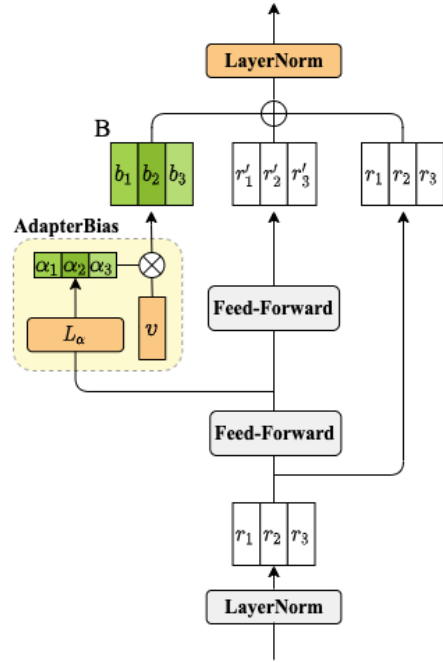 LayerNorm
B
b₁ b₂ b₃ r′₁ r′₂ r′₃ r₁ r₂ r₃
AdapterBias
α₁ α₂ α₃
Feed-Forward
L_α v
Feed-Forward
r₁ r₂ r₃
LayerNorm